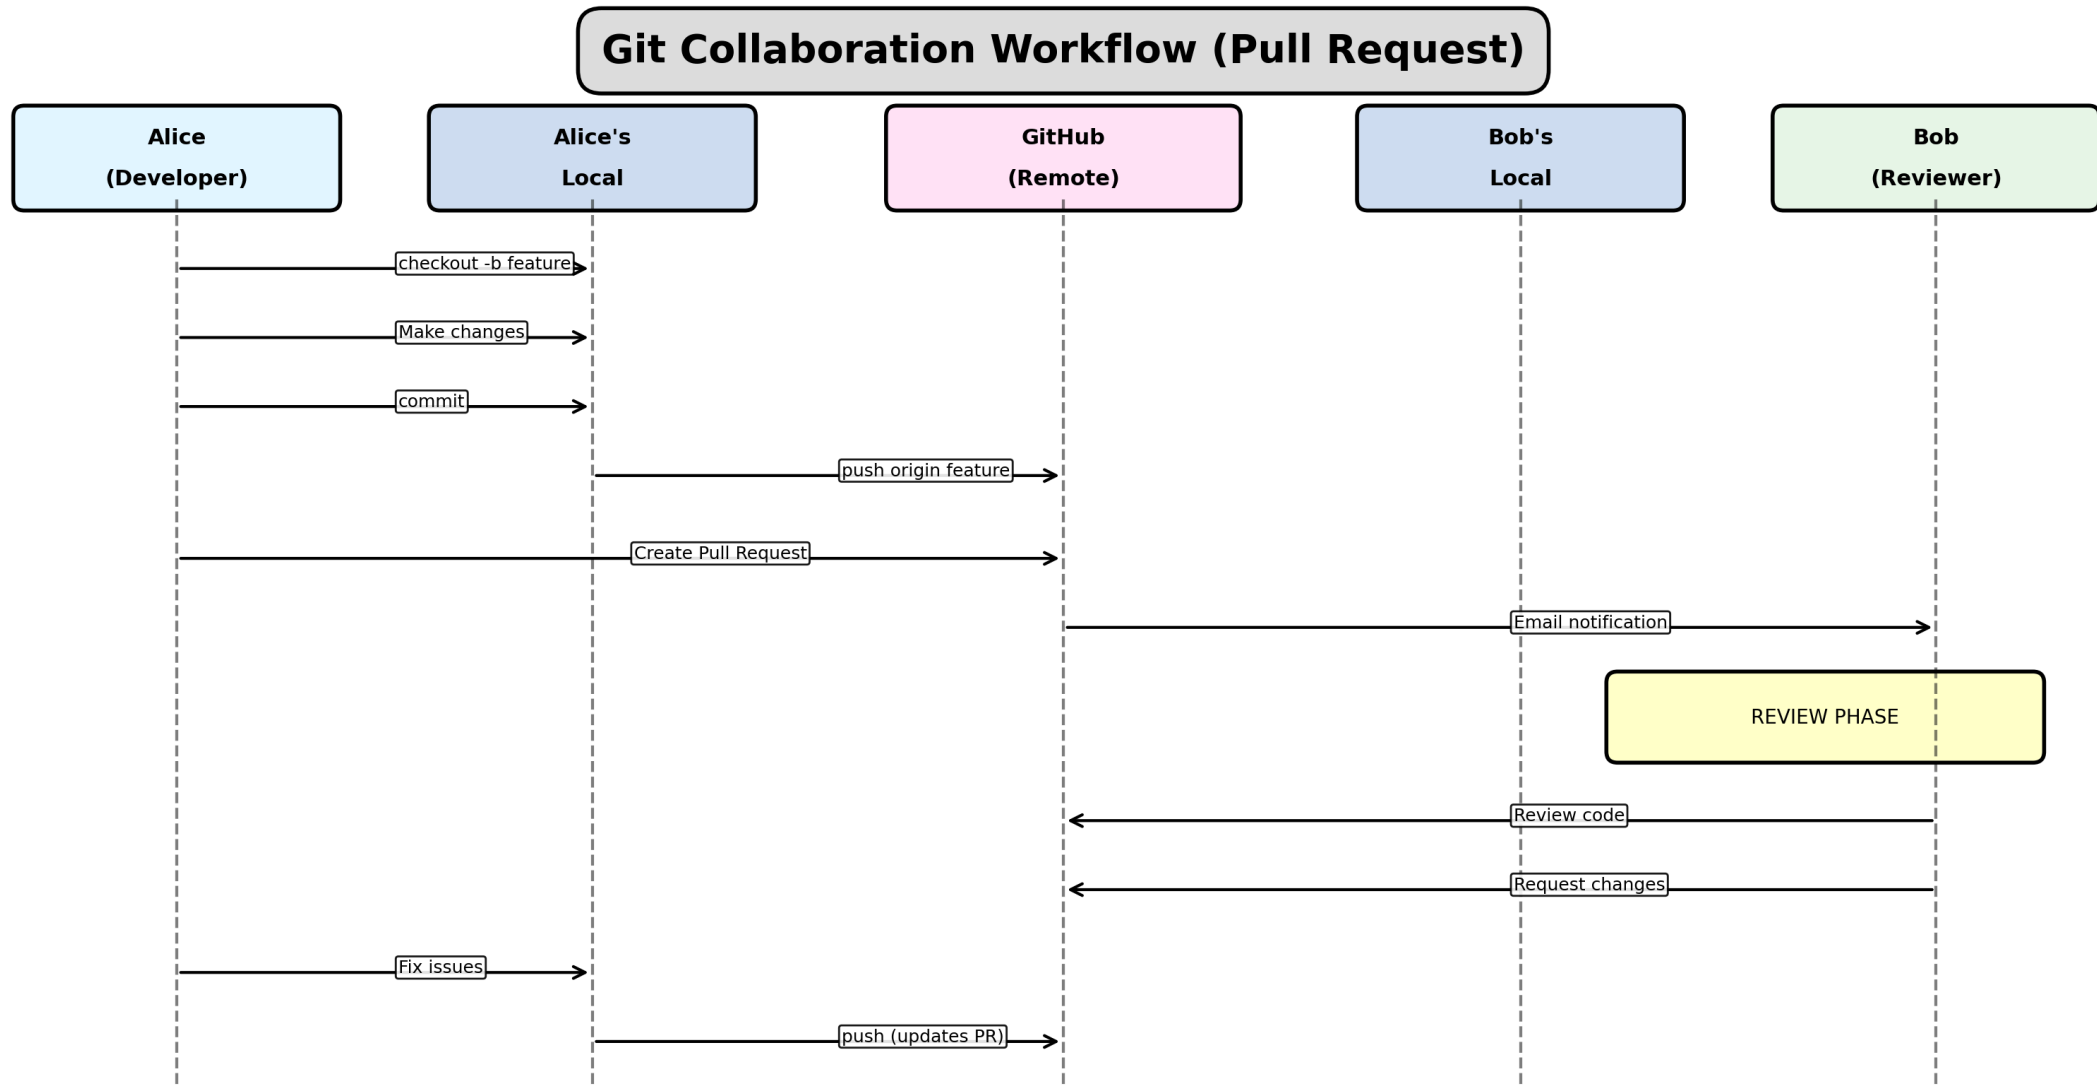 Git Collaboration Workflow (Pull Request)
Alice
(Developer)
Alice's
Local
GitHub
(Remote)
Bob's
Local
Bob
(Reviewer)
checkout -b feature
Make changes
commit
push origin feature
Create Pull Request
Email notification
REVIEW PHASE
Review code
Request changes
Fix issues
push (updates PR)